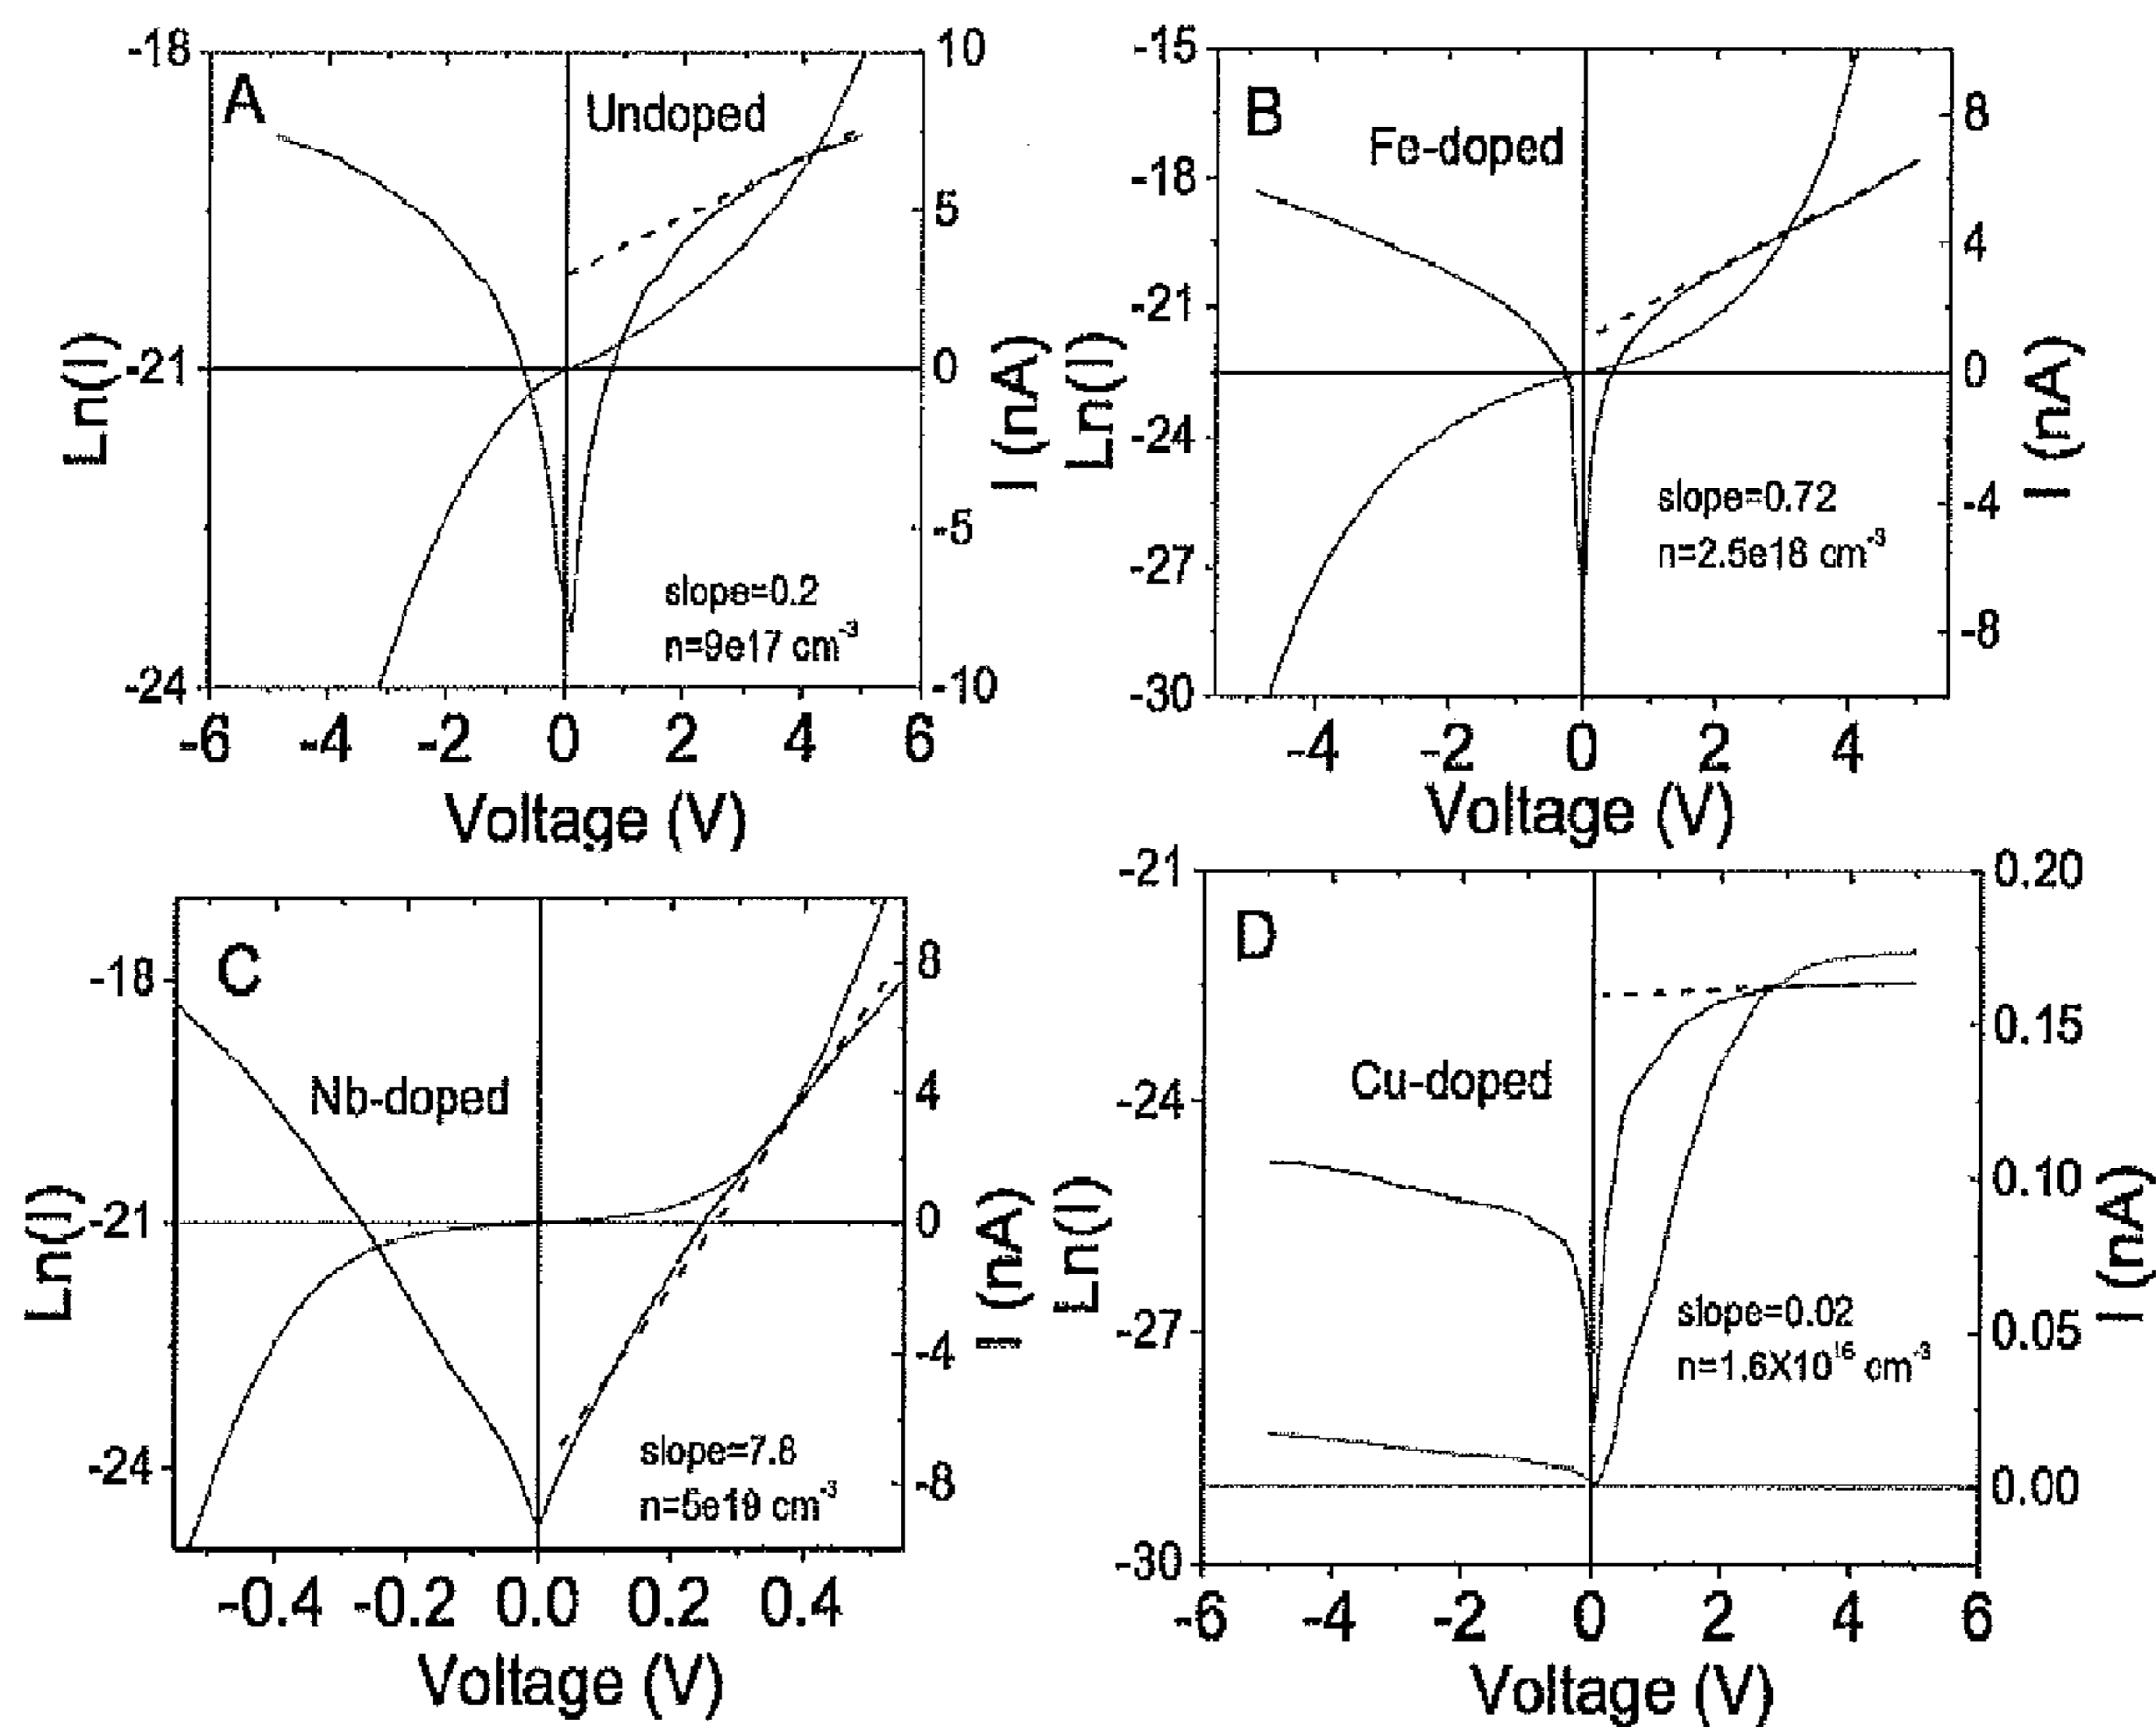 -18
10
A
Undoped
5
Ln(I)
-21
0
I (nA)
-5
slope=0.2
n=9e17 cm⁻³
-24
-10
-6 -4 -2 0 2 4 6
Voltage (V)
-15
B
8
Fe-doped
-18
4
-21
0
Ln(I)
I (nA)
-24
slope=0.72
-4
n=2.5e18 cm⁻³
-27
-8
-30
-4 -2 0 2 4
Voltage (V)
C
8
-18
Nb-doped
4
Ln(I)
-21
0
I (nA)
-4
slope=7.8
-24
n=5e19 cm⁻³
-8
-0.4 -0.2 0.0 0.2 0.4
Voltage (V)
-21
0.20
D
0.15
Cu-doped
-24
0.10
Ln(I)
I (nA)
slope=0.02
-27
0.05
n=1.6X10¹⁶ cm⁻³
0.00
-30
-6 -4 -2 0 2 4 6
Voltage (V)